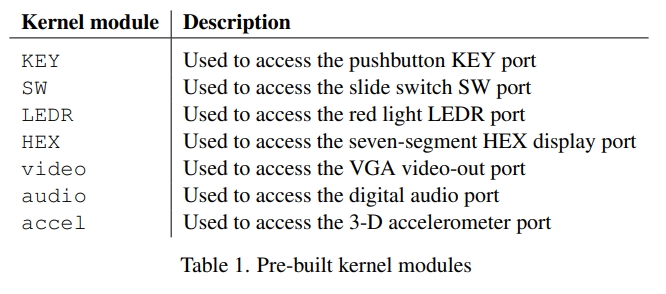 Kernel module Description
KEY Used to access the pushbutton KEY port
SW Used to access the slide switch SW port
LEDR Used to access the red light LEDR port
HEX Used to access the seven-segment HEX display port
video Used to access the VGA video-out port
audio Used to access the digital audio port
accel Used to access the 3-D accelerometer port
Table 1. Pre-built kernel modules